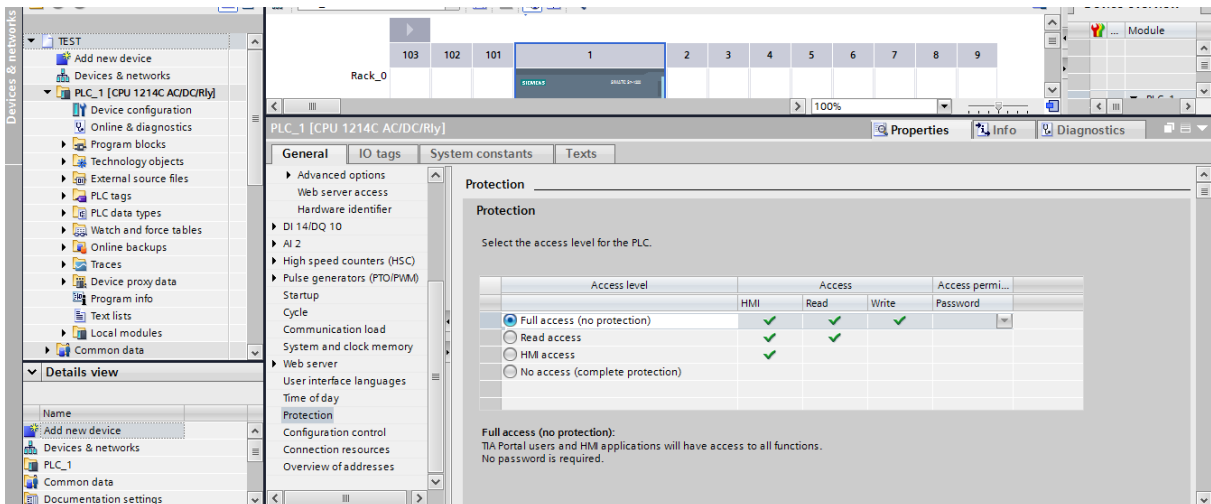 Devices & networks
TEST
Add new device
Devices & networks
PLC_1 [CPU 1214C AC/DC/Rly]
Device configuration
Online & diagnostics
Program blocks
Technology objects
External source files
PLC tags
PLC data types
Watch and force tables
Online backups
Traces
Device proxy data
Program info
Text lists
Local modules
Common data
Details view
Name
Add new device
Devices & networks
PLC_1
Common data
Documentation settings
103 102 101 1 2 3 4 5 6 7 8 9
Rack_0
SIEMENS
100%
... Module
PLC_1 [CPU 1214C AC/DC/Rly]
Properties Info Diagnostics
General IO tags System constants Texts
Advanced options
Web server access
Hardware identifier
DI 14/DQ 10
AI 2
High speed counters (HSC)
Pulse generators (PTO/PWM)
Startup
Cycle
Communication load
System and clock memory
Web server
User interface languages
Time of day
Protection
Configuration control
Connection resources
Overview of addresses
Protection
Protection
Select the access level for the PLC.
Access level Access Access permi...
HMI Read Write Password
Full access (no protection)
Read access
HMI access
No access (complete protection)
Full access (no protection):
TIA Portal users and HMI applications will have access to all functions.
No password is required.